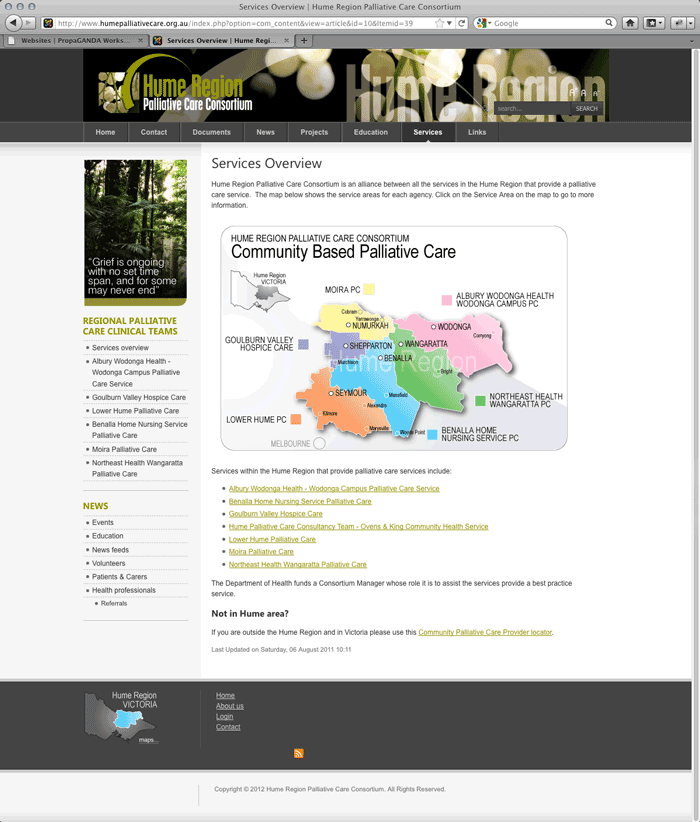 Services Overview | Hume Region Palliative Care Consortium
http://www.humepalliativecare.org.au/index.php?option=com_content&view=article&id=10&Itemid=39
Google
Websites | PropaGANDA Works...
Services Overview | Hume Regi...
Hume Region
Hume Region
Palliative Care Consortium
A A A
search...
SEARCH
Home
Contact
Documents
News
Projects
Education
Services
Links
“Grief is ongoing
with no set time
span, and for some
may never end”
REGIONAL PALLIATIVE
CARE CLINICAL TEAMS
Services overview
Albury Wodonga Health -
Wodonga Campus Palliative
Care Service
Goulburn Valley Hospice Care
Lower Hume Palliative Care
Benalla Home Nursing Service
Palliative Care
Moira Palliative Care
Northeast Health Wangaratta
Palliative Care
NEWS
Events
Education
News feeds
Volunteers
Patients & Carers
Health professionals
Referrals
Services Overview
Hume Region Palliative Care Consortium is an alliance between all the services in the Hume Region that provide a palliative
care service. The map below shows the service areas for each agency. Click on the Service Area on the map to go to more
information.
HUME REGION PALLIATIVE CARE CONSORTIUM
Community Based Palliative Care
Hume Region
VICTORIA
MOIRA PC
ALBURY WODONGA HEALTH
WODONGA CAMPUS PC
Cobram
Yarrawonga
NUMURKAH
WODONGA
Corryong
GOULBURN VALLEY
HOSPICE CARE
SHEPPARTON
WANGARATTA
Murchison
BENALLA
Hume Region
Bright
SEYMOUR
Mansfield
NORTHEAST HEALTH
WANGARATTA PC
Alexandra
LOWER HUME PC
Kilmore
Marysville
Woods Point
BENALLA HOME
NURSING SERVICE PC
MELBOURNE
Services within the Hume Region that provide palliative care services include:
Albury Wodonga Health - Wodonga Campus Palliative Care Service
Benalla Home Nursing Service Palliative Care
Goulburn Valley Hospice Care
Hume Palliative Care Consultancy Team - Ovens & King Community Health Service
Lower Hume Palliative Care
Moira Palliative Care
Northeast Health Wangaratta Palliative Care
The Department of Health funds a Consortium Manager whose role it is to assist the services provide a best practice
service.
Not in Hume area?
If you are outside the Hume Region and in Victoria please use this Community Palliative Care Provider locator.
Last Updated on Saturday, 06 August 2011 10:11
Hume Region
VICTORIA
maps...
Home
About us
Login
Contact
Copyright © 2012 Hume Region Palliative Care Consortium. All Rights Reserved.